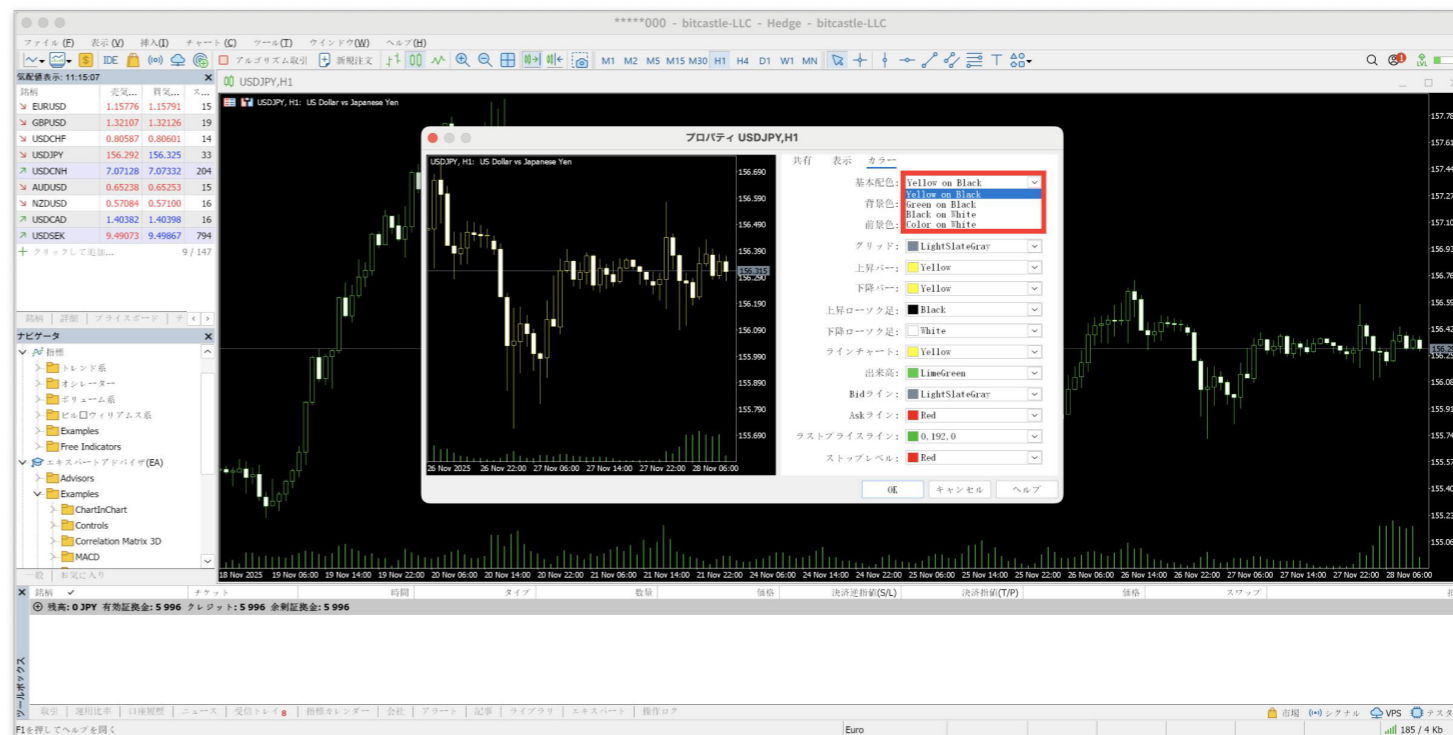 *****000 - bitcastle-LLC - Hedge - bitcastle-LLC
ファイル(F) 表示(V) 挿入(I) チャート(C) ツール(T) ウインドウ(W) ヘルプ(H)
IDE アルゴリズム取引 新規注文 M1 M2 M5 M15 M30 H1 H4 D1 W1 MN LVL
気配値表示: 11:15:07
銘柄 売気... 買気... ス...
EURUSD 1.15776 1.15791 15
GBPUSD 1.32107 1.32126 19
USDCHF 0.80587 0.80601 14
USDJPY 156.292 156.325 33
USDCNH 7.07128 7.07332 204
AUDUSD 0.65238 0.65253 15
NZDUSD 0.57084 0.57100 16
USDCAD 1.40382 1.40398 16
USDSEK 9.49073 9.49867 794
クリックして追加... 9 / 147
銘柄 詳細 プライスボード テ
ナビゲータ
指標
トレンド系
オシレーター
ボリューム系
ビル ウィリアムス系
Examples
Free Indicators
エキスパートアドバイザ(EA)
Advisors
Examples
ChartInChart
Controls
Correlation Matrix 3D
MACD
一般 お気に入り
USDJPY,H1
USDJPY, H1: US Dollar vs Japanese Yen
プロパティ USDJPY,H1
USDJPY, H1: US Dollar vs Japanese Yen
156.690
156.590
156.490
156.390
156.315
156.290
156.190
156.090
155.990
155.890
155.790
155.690
26 Nov 2025 26 Nov 22:00 27 Nov 06:00 27 Nov 14:00 27 Nov 22:00 28 Nov 06:00
共有 表示 カラー
基本配色: Yellow on Black
Yellow on Black
背景色: Green on Black
Black on White
前景色: Color on White
グリッド: LightSlateGray
上昇バー: Yellow
下降バー: Yellow
上昇ローソク足: Black
下降ローソク足: White
ラインチャート: Yellow
出来高: LimeGreen
Bidライン: LightSlateGray
Askライン: Red
ラストプライスライン: 0,192,0
ストップレベル: Red
OK キャンセル ヘルプ
157.78
157.61
157.44
157.27
157.10
156.93
156.76
156.59
156.42
156.29
156.25
156.08
155.91
155.74
155.57
155.40
155.23
155.06
18 Nov 2025 19 Nov 06:00 19 Nov 14:00 19 Nov 22:00 20 Nov 06:00 20 Nov 14:00 20 Nov 22:00 21 Nov 06:00 21 Nov 14:00 21 Nov 22:00 24 Nov 06:00 24 Nov 14:00 24 Nov 22:00 25 Nov 06:00 25 Nov 14:00 25 Nov 22:00 26 Nov 06:00 26 Nov 14:00 26 Nov 22:00 27 Nov 06:00 27 Nov 14:00 27 Nov 22:00 28 Nov 06:00
銘柄 チケット 時間 タイプ 数量 価格 決済逆指値(S/L) 決済指値(T/P) 価格 スワップ 損
残高: 0 JPY 有効証拠金: 5 996 クレジット: 5 996 余剰証拠金: 5 996
ツールボックス
取引 運用比率 口座履歴 ニュース 受信トレイ8 指標カレンダー 会社 アラート 記事 ライブラリ エキスパート 操作ログ
市場 シグナル VPS テスタ
F1を押してヘルプを開く Euro 185 / 4 Kb